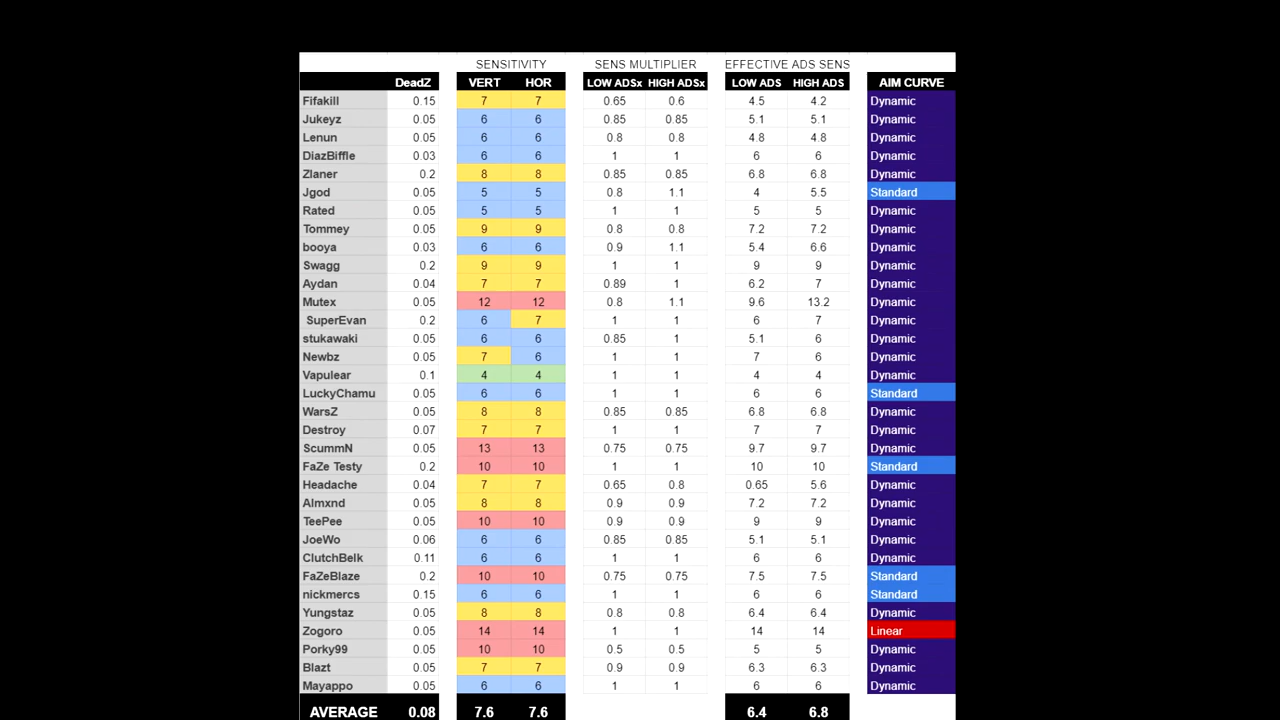 SENSITIVITY SENS MULTIPLIER EFFECTIVE ADS SENS
DeadZ VERT HOR LOW ADSx HIGH ADSx LOW ADS HIGH ADS AIM CURVE
Fifakill 0.15 7 7 0.65 0.6 4.5 4.2 Dynamic
Jukeyz 0.05 6 6 0.85 0.85 5.1 5.1 Dynamic
Lenun 0.05 6 6 0.8 0.8 4.8 4.8 Dynamic
DiazBiffle 0.03 6 6 1 1 6 6 Dynamic
Zlaner 0.2 8 8 0.85 0.85 6.8 6.8 Dynamic
Jgod 0.05 5 5 0.8 1.1 4 5.5 Standard
Rated 0.05 5 5 1 1 5 5 Dynamic
Tommey 0.05 9 9 0.8 0.8 7.2 7.2 Dynamic
booya 0.03 6 6 0.9 1.1 5.4 6.6 Dynamic
Swagg 0.2 9 9 1 1 9 9 Dynamic
Aydan 0.04 7 7 0.89 1 6.2 7 Dynamic
Mutex 0.05 12 12 0.8 1.1 9.6 13.2 Dynamic
SuperEvan 0.2 6 7 1 1 6 7 Dynamic
stukawaki 0.05 6 6 0.85 1 5.1 6 Dynamic
Newbz 0.05 7 6 1 1 7 6 Dynamic
Vapulear 0.1 4 4 1 1 4 4 Dynamic
LuckyChamu 0.05 6 6 1 1 6 6 Standard
WarsZ 0.05 8 8 0.85 0.85 6.8 6.8 Dynamic
Destroy 0.07 7 7 1 1 7 7 Dynamic
ScummN 0.05 13 13 0.75 0.75 9.7 9.7 Dynamic
FaZe Testy 0.2 10 10 1 1 10 10 Standard
Headache 0.04 7 7 0.65 0.8 0.65 5.6 Dynamic
Almxnd 0.05 8 8 0.9 0.9 7.2 7.2 Dynamic
TeePee 0.05 10 10 0.9 0.9 9 9 Dynamic
JoeWo 0.06 6 6 0.85 0.85 5.1 5.1 Dynamic
ClutchBelk 0.11 6 6 1 1 6 6 Dynamic
FaZeBlaze 0.2 10 10 0.75 0.75 7.5 7.5 Standard
nickmercs 0.15 6 6 1 1 6 6 Standard
Yungstaz 0.05 8 8 0.8 0.8 6.4 6.4 Dynamic
Zogoro 0.05 14 14 1 1 14 14 Linear
Porky99 0.05 10 10 0.5 0.5 5 5 Dynamic
Blazt 0.05 7 7 0.9 0.9 6.3 6.3 Dynamic
Mayappo 0.05 6 6 1 1 6 6 Dynamic
AVERAGE 0.08 7.6 7.6 6.4 6.8